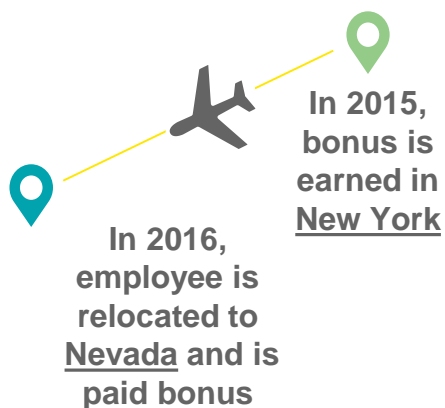 In 2015,
bonus is
earned in
New York
In 2016,
employee is
relocated to
Nevada and is
paid bonus